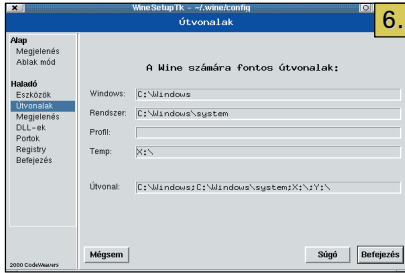 WineSetupTk - ~/.wine/config
6.
Útvonalak
Alap
Megjelenés
Ablak mód
Haladó
Eszközök
Útvonalak
Megjelenés
DLL-ek
Portok
Registry
Befejezés
A Wine számára fontos útvonalak:
Windows: C:\Windows
Rendszer: C:\Windows\system
Profil:
Temp: X:\
Útvonal: C:\Windows;C:\Windows\system;X:\;Y:\
2000 CodeWeavers
Mégsem
Súgó
Befejezés